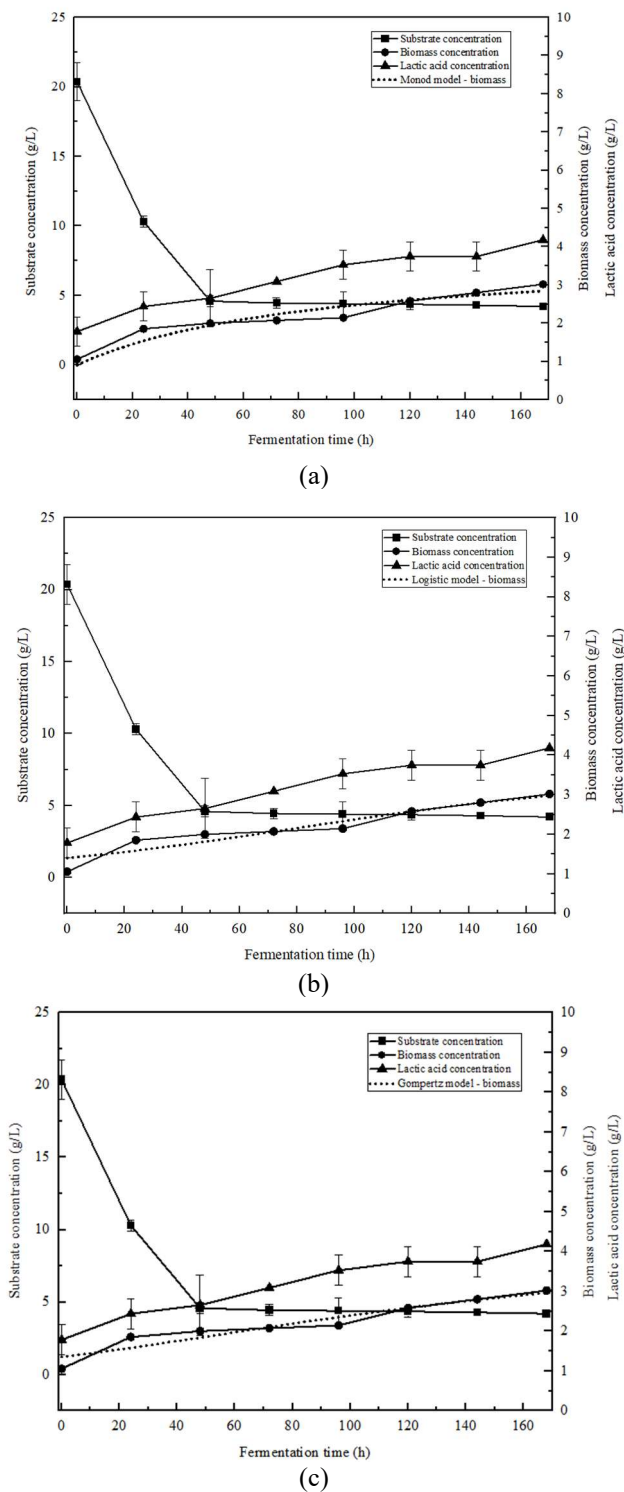 25
20
15
10
5
0
Substrate concentration (g/L)
Substrate concentration
Biomass concentration
Lactic acid concentration
Monod model - biomass
10
9
8
7
6
5
4
3
2
1
0
Biomass concentration (g/L)
Lactic acid concentration (g/L)
0 20 40 60 80 100 120 140 160
Fermentation time (h)
(a)
25
20
15
10
5
0
Substrate concentration (g/L)
Substrate concentration
Biomass concentration
Lactic acid concentration
Logistic model - biomass
10
9
8
7
6
5
4
3
2
1
0
Biomass concentration (g/L)
Lactic acid concentration (g/L)
0 20 40 60 80 100 120 140 160
Fermentation time (h)
(b)
25
20
15
10
5
0
Substrate concentration (g/L)
Substrate concentration
Biomass concentration
Lactic acid concentration
Gompertz model - biomass
10
9
8
7
6
5
4
3
2
1
0
Biomass concentration (g/L)
Lactic acid concentration (g/L)
0 20 40 60 80 100 120 140 160
Fermentation time (h)
(c)